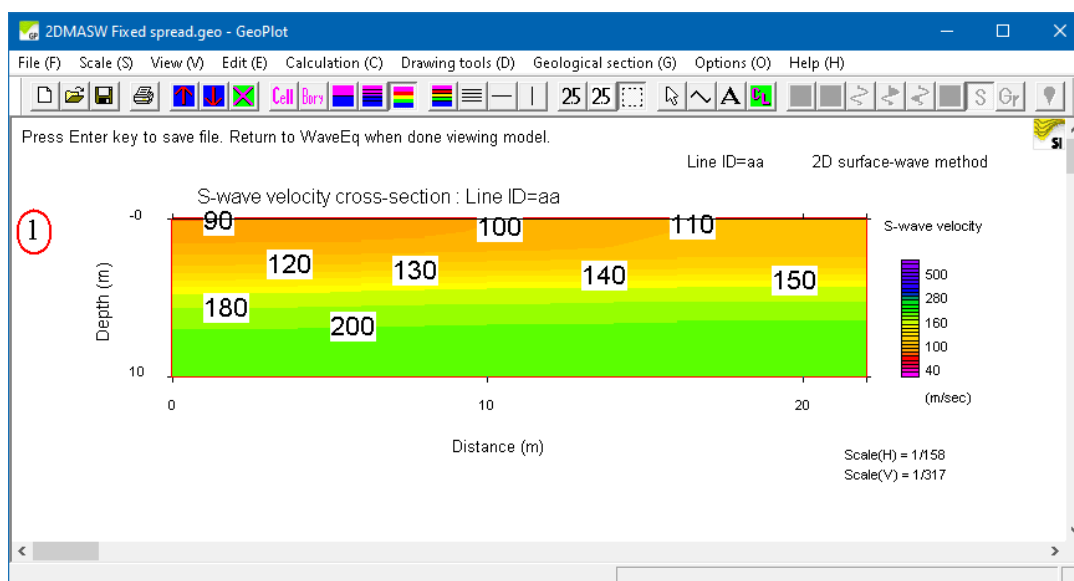 2DMASW Fixed spread.geo - GeoPlot
File (F) Scale (S) View (V) Edit (E) Calculation (C) Drawing tools (D) Geological section (G) Options (O) Help (H)
Cell Bory 25 25 A S Gr
Press Enter key to save file. Return to WaveEq when done viewing model.
SI
Line ID=aa 2D surface-wave method
S-wave velocity cross-section : Line ID=aa
1
-0
90
100
110
S-wave velocity
120
130
140
150
500
280
180
160
200
100
10
40
Depth (m)
(m/sec)
0
10
20
Distance (m)
Scale(H) = 1/158
Scale(V) = 1/317